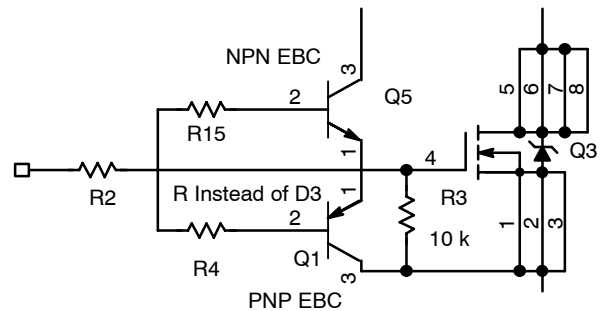 NPN EBC
3
2
Q5
R15
1
5
6
7
8
4
Q3
R2
R Instead of D3
1
R3
2
10 k
1
2
3
R4
Q1
3
PNP EBC